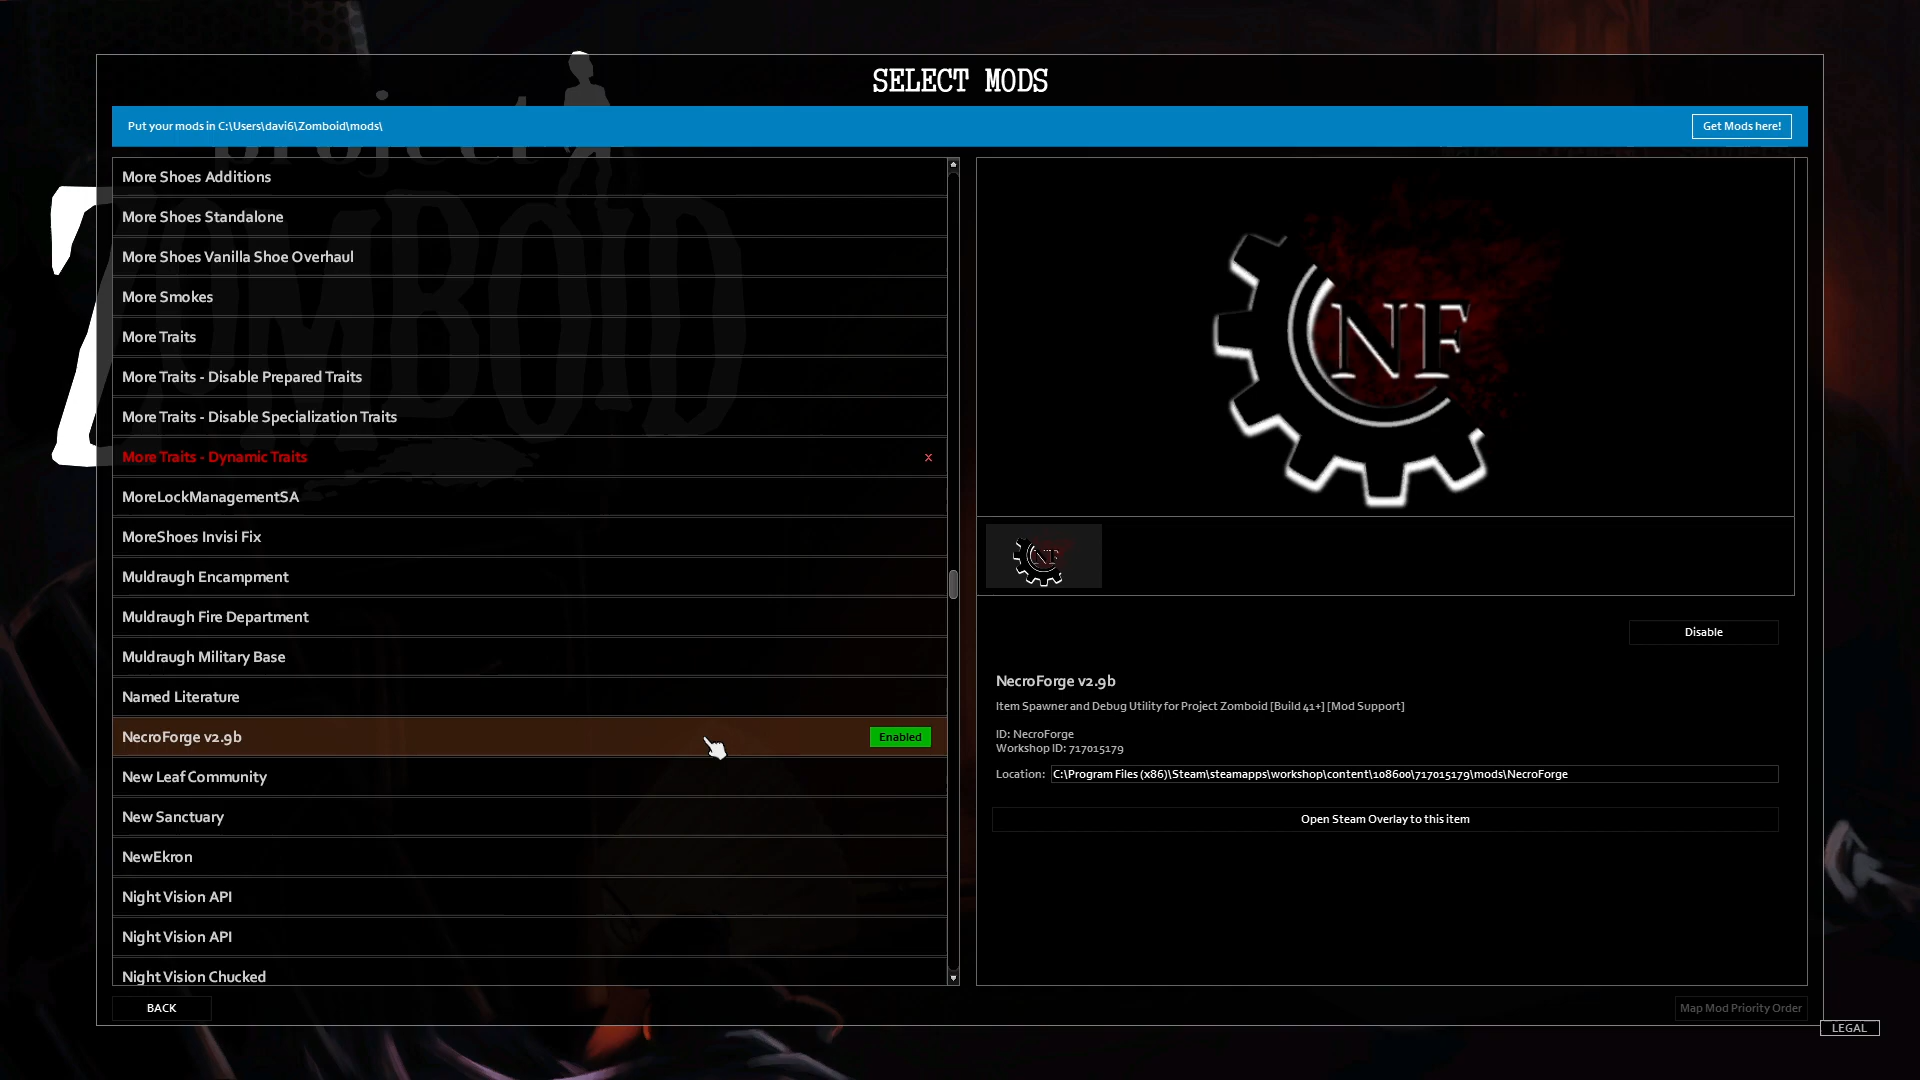 SELECT MODS
Put your mods in C:\Users\davi6\Zomboid\mods\
Get Mods here!
project
ZOMBOID
More Shoes Additions
More Shoes Standalone
More Shoes Vanilla Shoe Overhaul
More Smokes
More Traits
More Traits - Disable Prepared Traits
More Traits - Disable Specialization Traits
More Traits - Dynamic Traits
x
MoreLockManagementSA
MoreShoes Invisi Fix
Muldraugh Encampment
Muldraugh Fire Department
Muldraugh Military Base
Named Literature
NecroForge v2.9b
Enabled
New Leaf Community
New Sanctuary
NewEkron
Night Vision API
Night Vision API
Night Vision Chucked
BACK
NF
NF
Disable
NecroForge v2.9b
Item Spawner and Debug Utility for Project Zomboid [Build 41+] [Mod Support]
ID: NecroForge
Workshop ID: 717015179
Location: C:\Program Files (x86)\Steam\steamapps\workshop\content\108600\717015179\mods\NecroForge
Open Steam Overlay to this item
Map Mod Priority Order
LEGAL